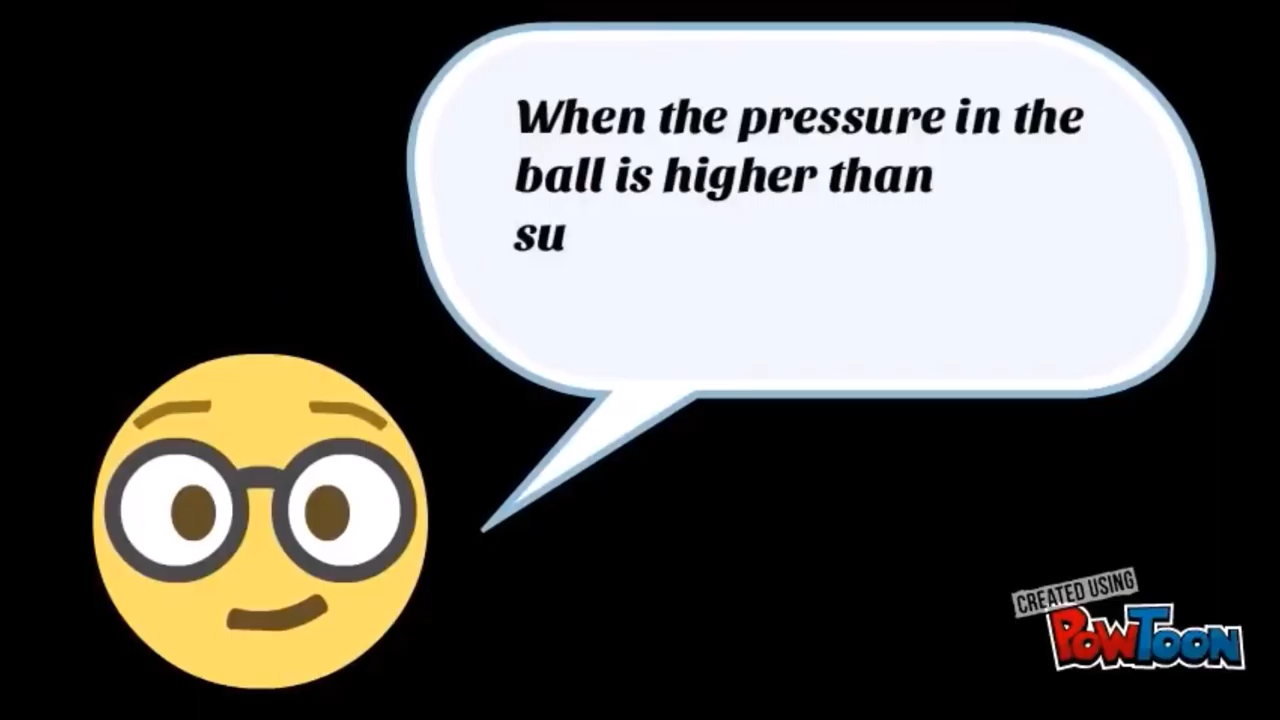 When the pressure in the
ball is higher than
su
CREATED USING
POWTOON